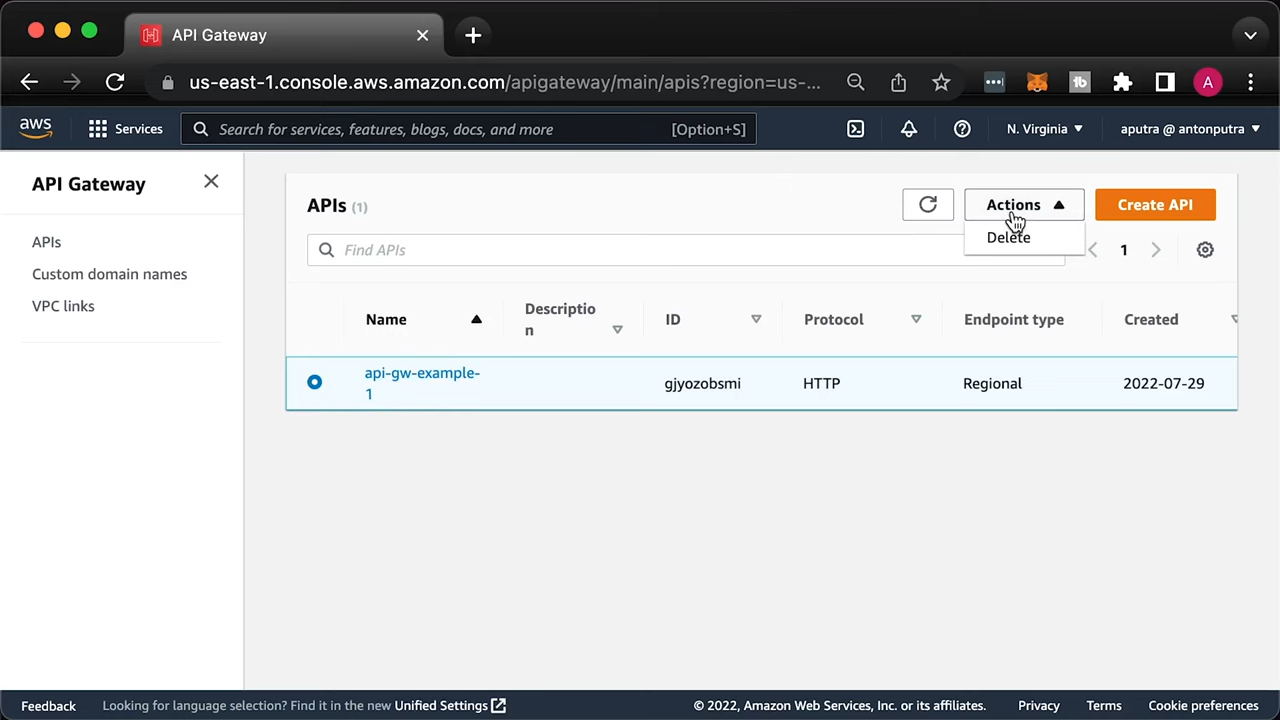 API Gateway
us-east-1.console.aws.amazon.com/apigateway/main/apis?region=us-...
tb
A
aws
Services
Search for services, features, blogs, docs, and more
[Option+S]
N. Virginia
aputra @ antonputra
API Gateway
APIs
Custom domain names
VPC links
APIs (1)
Actions
Create API
Delete
Find APIs
1
Name
Descriptio
n
ID
Protocol
Endpoint type
Created
api-gw-example-
1
gjyozobsmi
HTTP
Regional
2022-07-29
Feedback
Looking for language selection? Find it in the new Unified Settings
© 2022, Amazon Web Services, Inc. or its affiliates.
Privacy
Terms
Cookie preferences